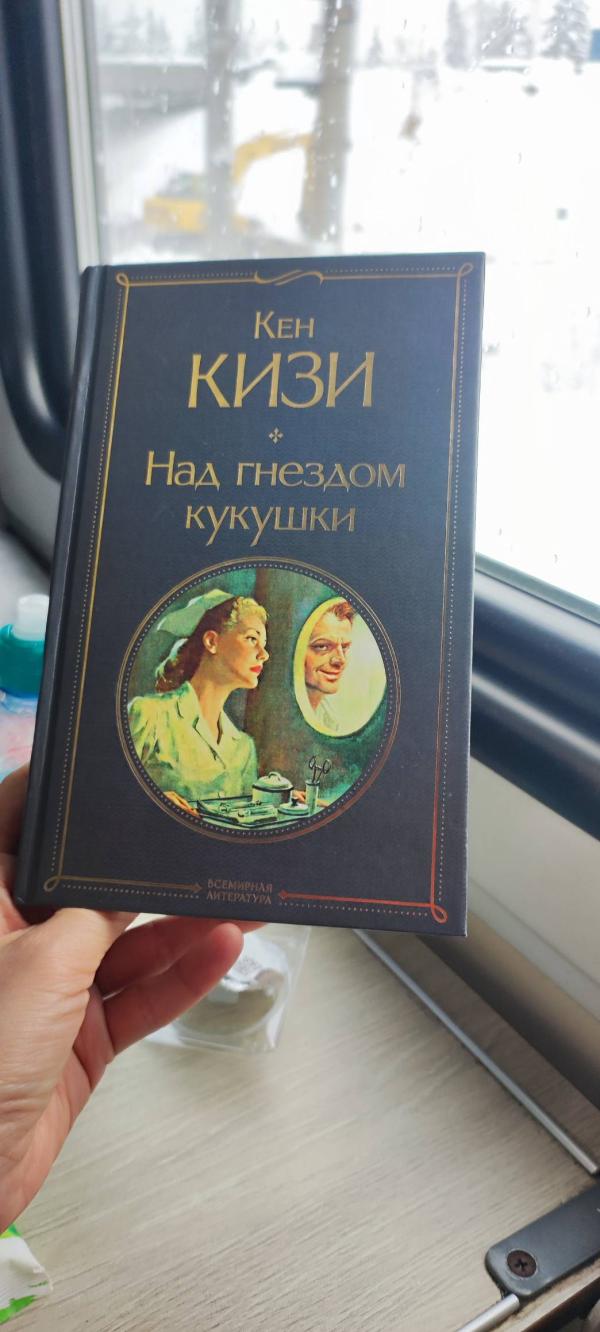 Кен
КИЗИ
Над гнездом
кукушки
ВСЕМИРНАЯ
ЛИТЕРАТУРА